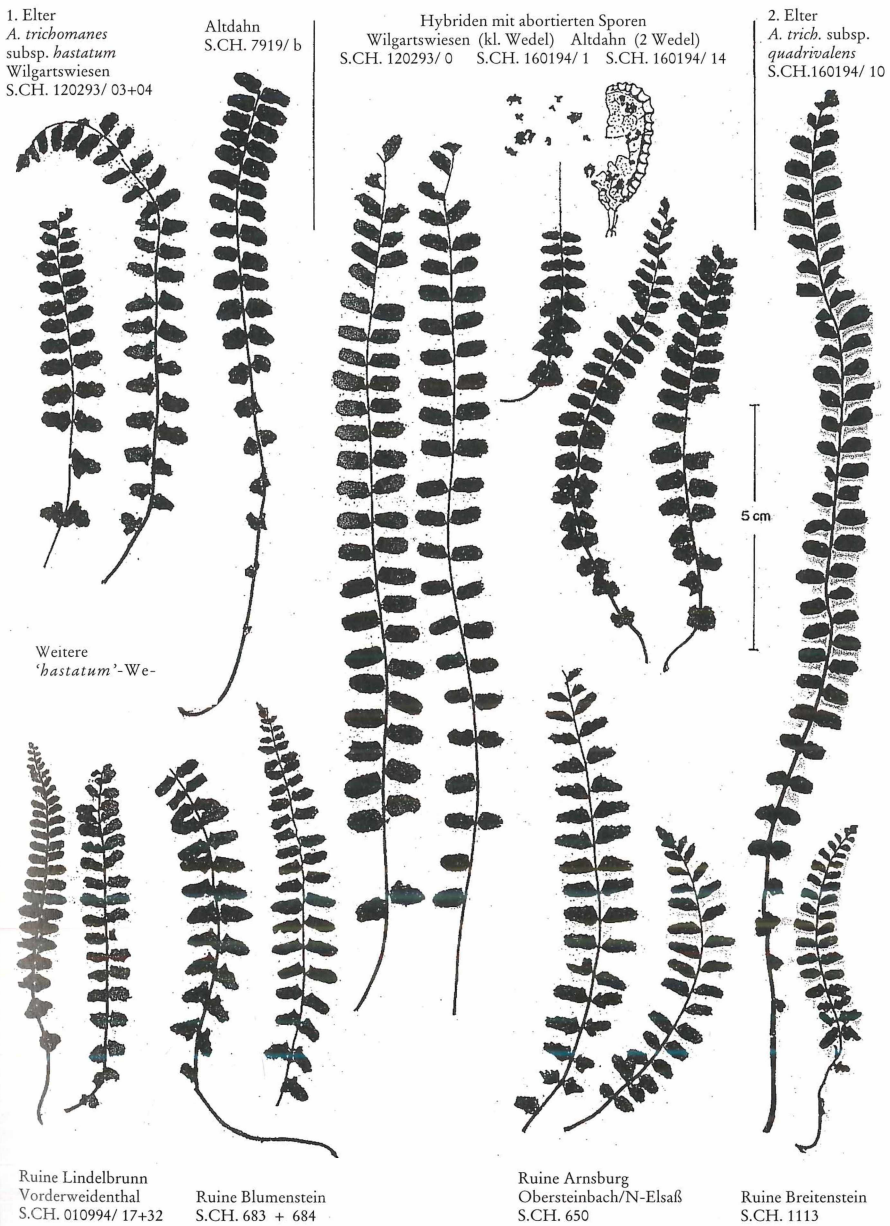 1. Elter
A. trichomanes
subsp. hastatum
Wilgartswiesen
S.CH. 120293/ 03+04
Altdahn
S.CH. 7919/ b
Hybriden mit abortierten Sporen
Wilgartswiesen (kl. Wedel) Altdahn (2 Wedel)
S.CH. 120293/ 0 S.CH. 160194/ 1 S.CH. 160194/ 14
2. Elter
A. trich. subsp.
quadrivalens
S.CH.160194/ 10
5 cm
Weitere
'hastatum'-We-
Ruine Lindelbrunn
Vorderweidenthal
S.CH. 010994/ 17+32
Ruine Blumenstein
S.CH. 683 + 684
Ruine Arnsburg
Obersteinbach/N-Elsaß
S.CH. 650
Ruine Breitenstein
S.CH. 1113